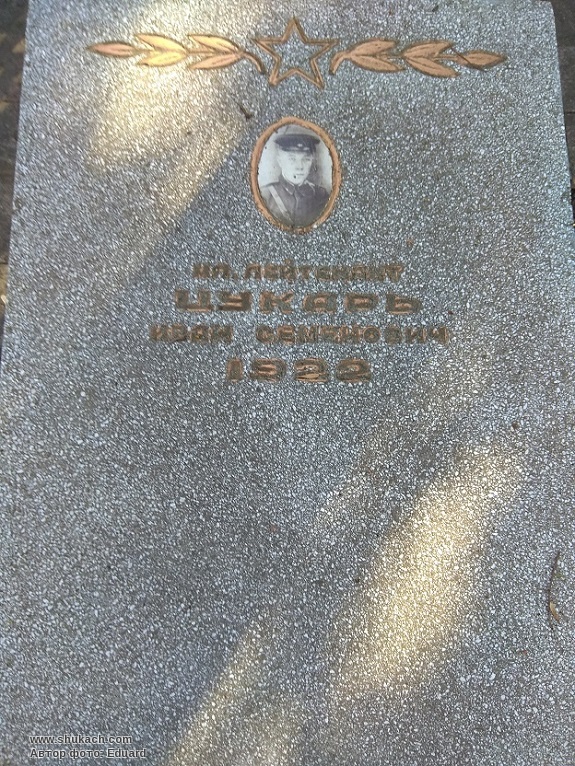 МЛ. ЛЕЙТЕНАНТ
ЦУКАРЬ
ИВАН СЕМЕНОВИЧ
1922
www.shukach.com
Автор фото: Eduard